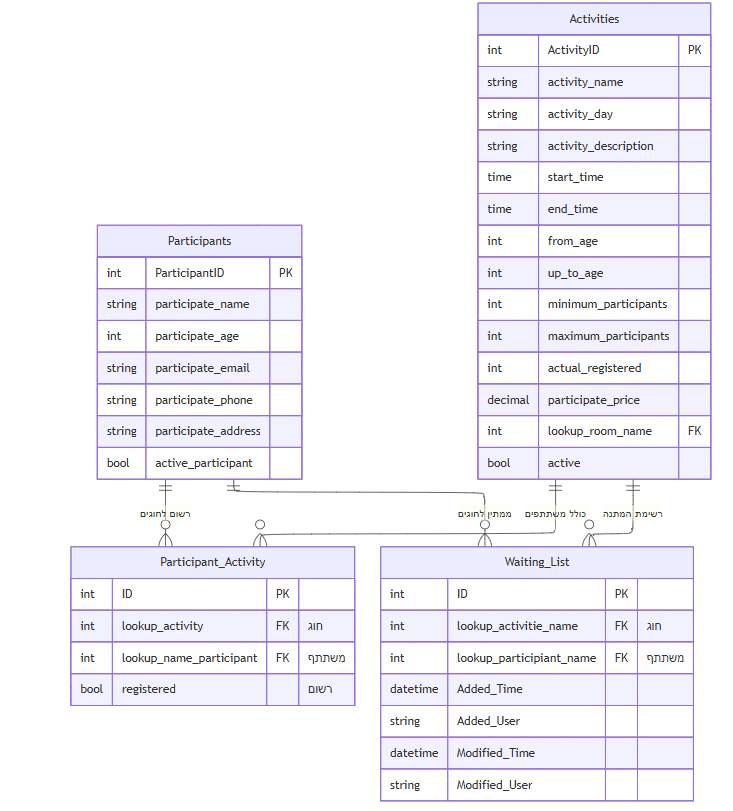 Activities
int ActivityID PK
string activity_name
string activity_day
string activity_description
time start_time
time end_time
int from_age
int up_to_age
int minimum_participants
int maximum_participants
int actual_registered
decimal participate_price
int lookup_room_name FK
bool active
Participants
int ParticipantID PK
string participate_name
int participate_age
string participate_email
string participate_phone
string participate_address
bool active_participant
רשום לחוגים
ממתין לחוגים
כולל משתתפים
רשימת המתנה
Participant_Activity
int ID PK
int lookup_activity FK חוג
int lookup_name_participant FK משתתף
bool registered רשום
Waiting_List
int ID PK
int lookup_activitie_name FK חוג
int lookup_participiant_name FK משתתף
datetime Added_Time
string Added_User
datetime Modified_Time
string Modified_User